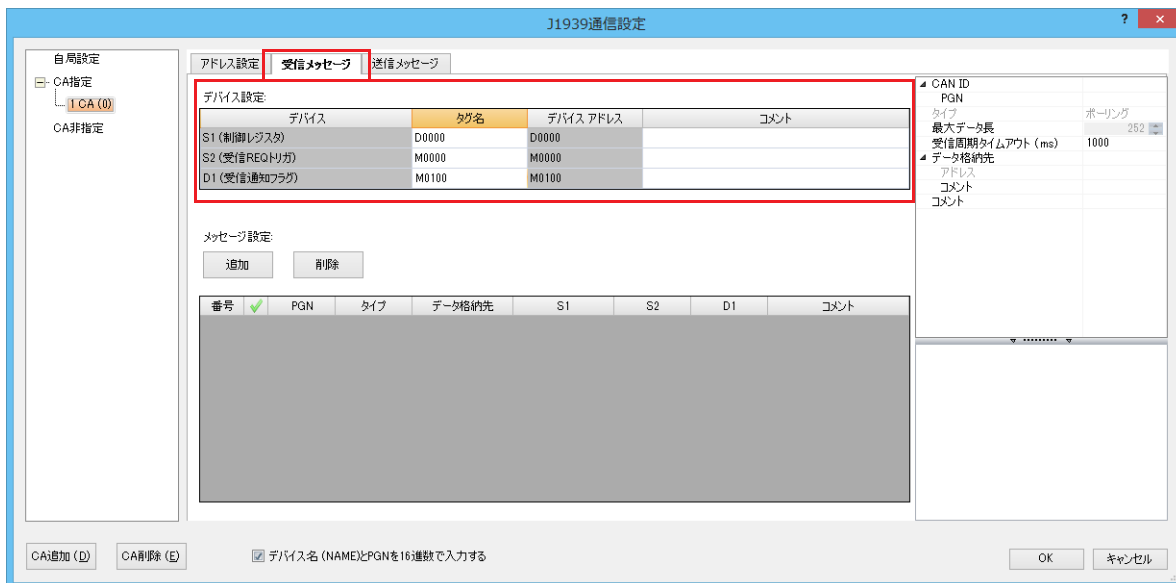 J1939通信設定
? ×
自局設定
CA指定
1 CA (0)
CA非指定
アドレス設定 受信メッセージ 送信メッセージ
デバイス設定:
デバイス タグ名 デバイス アドレス コメント
S1 (制御レジスタ) D0000 D0000
S2 (受信REQトリガ) M0000 M0000
D1 (受信通知フラグ) M0100 M0100
メッセージ設定:
追加 削除
番号 PGN タイプ データ格納先 S1 S2 D1 コメント
CAN ID
PGN
タイプ ポーリング
最大データ長 252
受信周期タイムアウト (ms) 1000
データ格納先
アドレス
コメント
コメント
CA追加 (D) CA削除 (E) デバイス名 (NAME)とPGNを16進数で入力する OK キャンセル